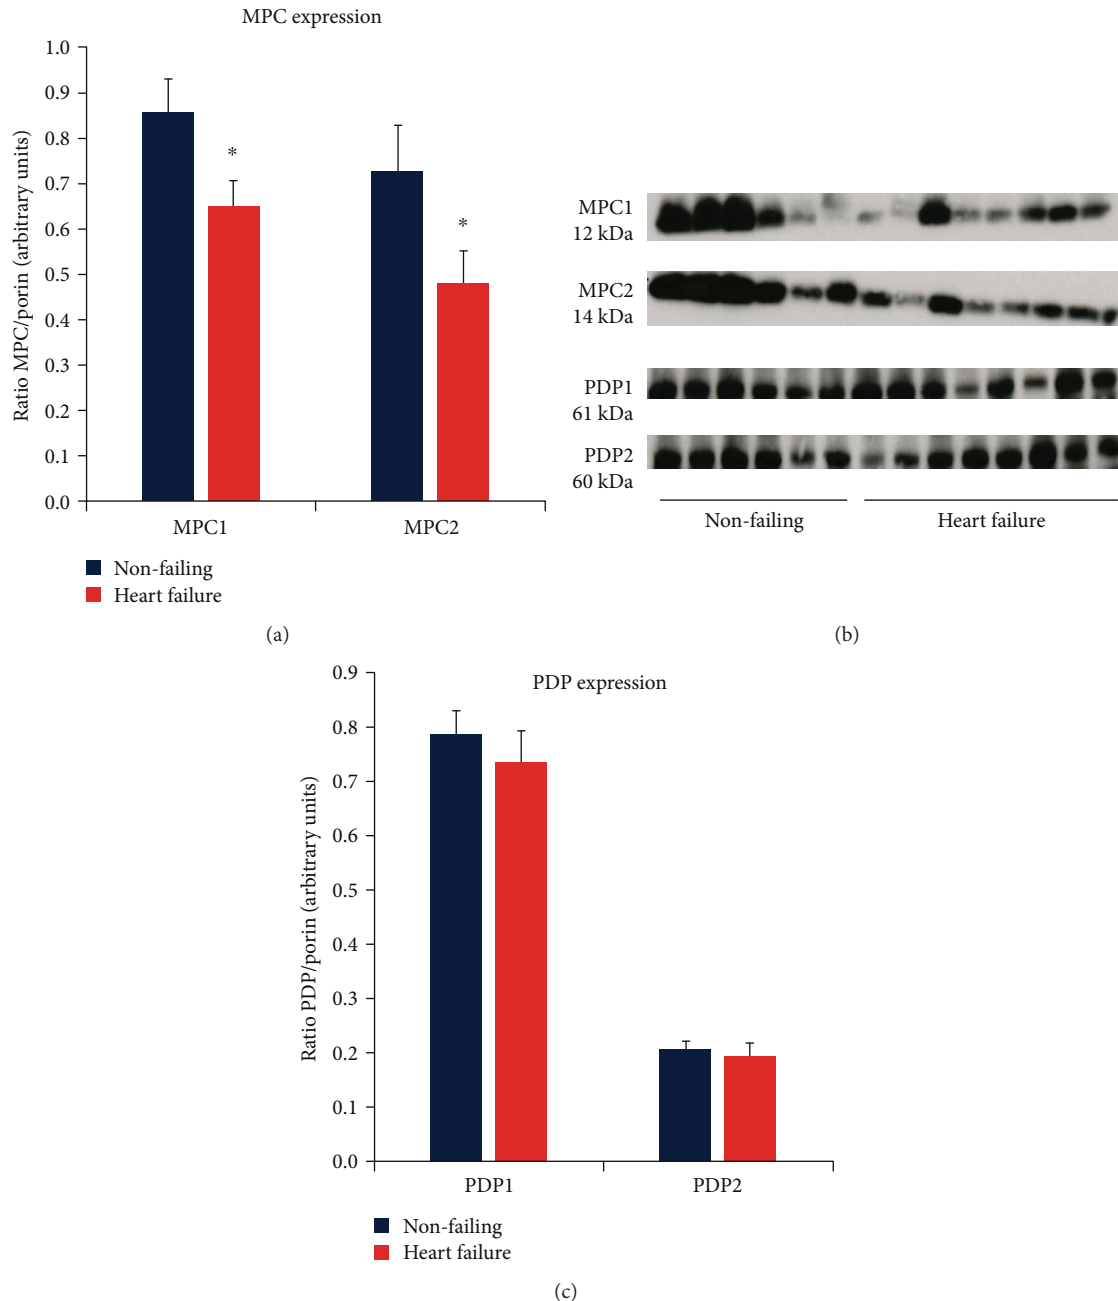 MPC expression
Ratio MPC/porin (arbitrary units)
1.0
0.9
0.8
0.7
0.6
0.5
0.4
0.3
0.2
0.1
0.0
*
*
MPC1
MPC2
Non-failing
Heart failure
(a)
MPC1
12 kDa
MPC2
14 kDa
PDP1
61 kDa
PDP2
60 kDa
Non-failing
Heart failure
(b)
PDP expression
Ratio PDP/porin (arbitrary units)
0.9
0.8
0.7
0.6
0.5
0.4
0.3
0.2
0.1
0.0
PDP1
PDP2
Non-failing
Heart failure
(c)